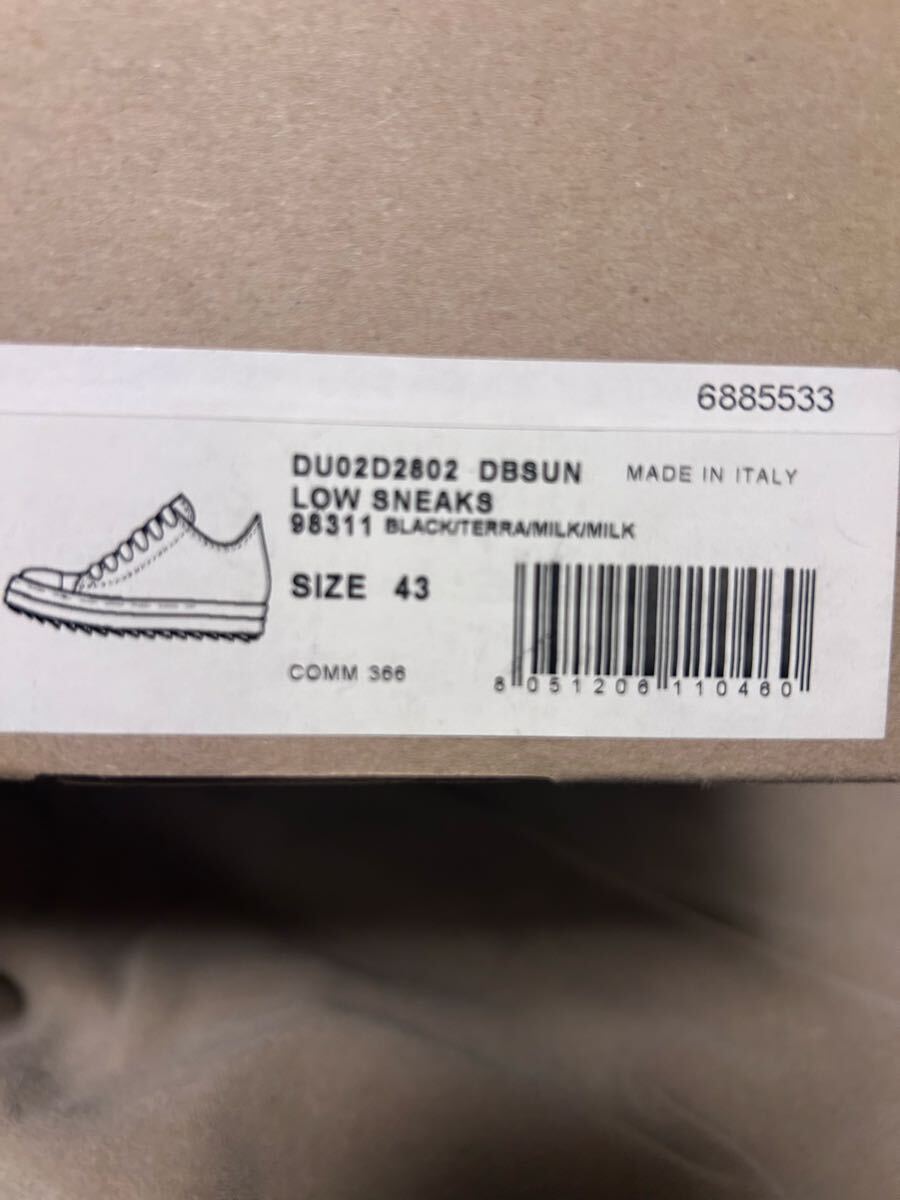 6885533
DU02D2802 DBSUN MADE IN ITALY
LOW SNEAKS
98311 BLACK/TERRA/MILK/MILK
SIZE 43
COMM 366
8 051206 110460